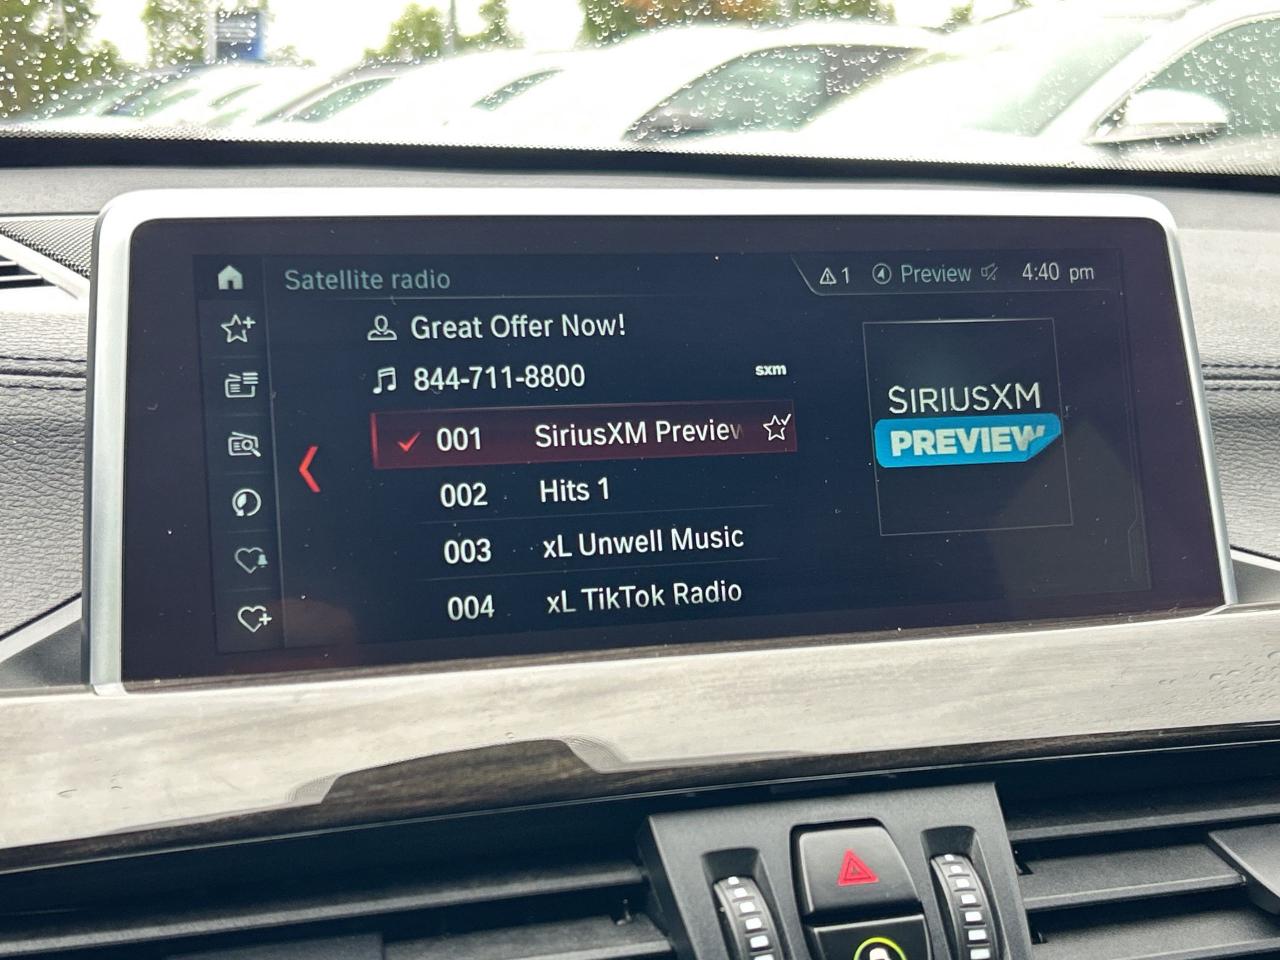 Satellite radio
1 Preview 4:40 pm
Great Offer Now!
844-711-8800 sxm
001 SiriusXM Preview
002 Hits 1
003 xL Unwell Music
004 xL TikTok Radio
SIRIUSXM
PREVIEW